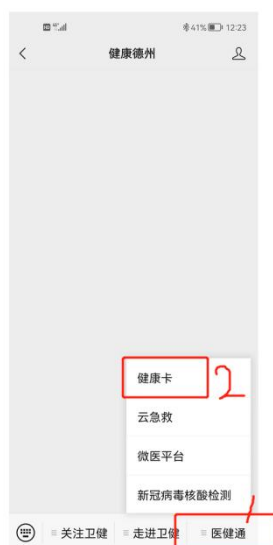 41% 12:23
健康德州
健康卡 2
云急救
微医平台
新冠病毒核酸检测
1
关注卫健 走进卫健 医健通